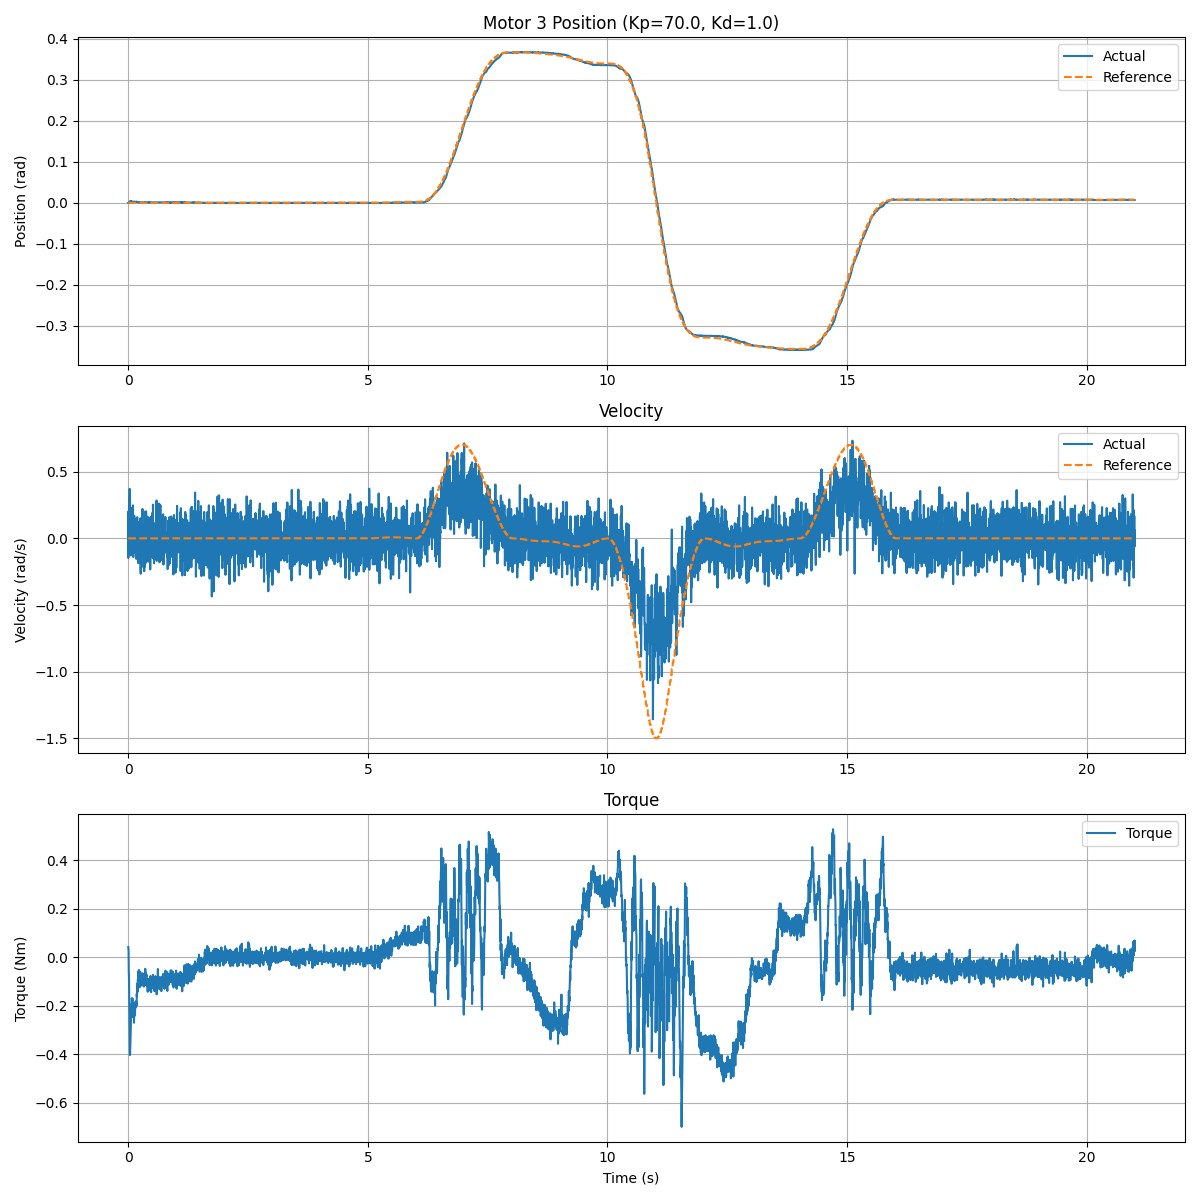 Motor 3 Position (Kp=70.0, Kd=1.0)
0.4
0.3
0.2
0.1
0.0
−0.1
−0.2
−0.3
Position (rad)
Actual
Reference
0 5 10 15 20
Velocity
0.5
0.0
−0.5
−1.0
−1.5
Velocity (rad/s)
Actual
Reference
0 5 10 15 20
Torque
0.4
0.2
0.0
−0.2
−0.4
−0.6
Torque (Nm)
Torque
0 5 10 15 20
Time (s)